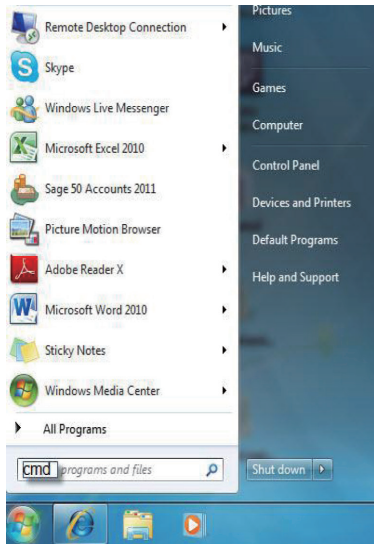 Remote Desktop Connection
Skype
Windows Live Messenger
Microsoft Excel 2010
Sage 50 Accounts 2011
Picture Motion Browser
Adobe Reader X
Microsoft Word 2010
Sticky Notes
Windows Media Center
All Programs
cmd programs and files
Pictures
Music
Games
Computer
Control Panel
Devices and Printers
Default Programs
Help and Support
Shut down